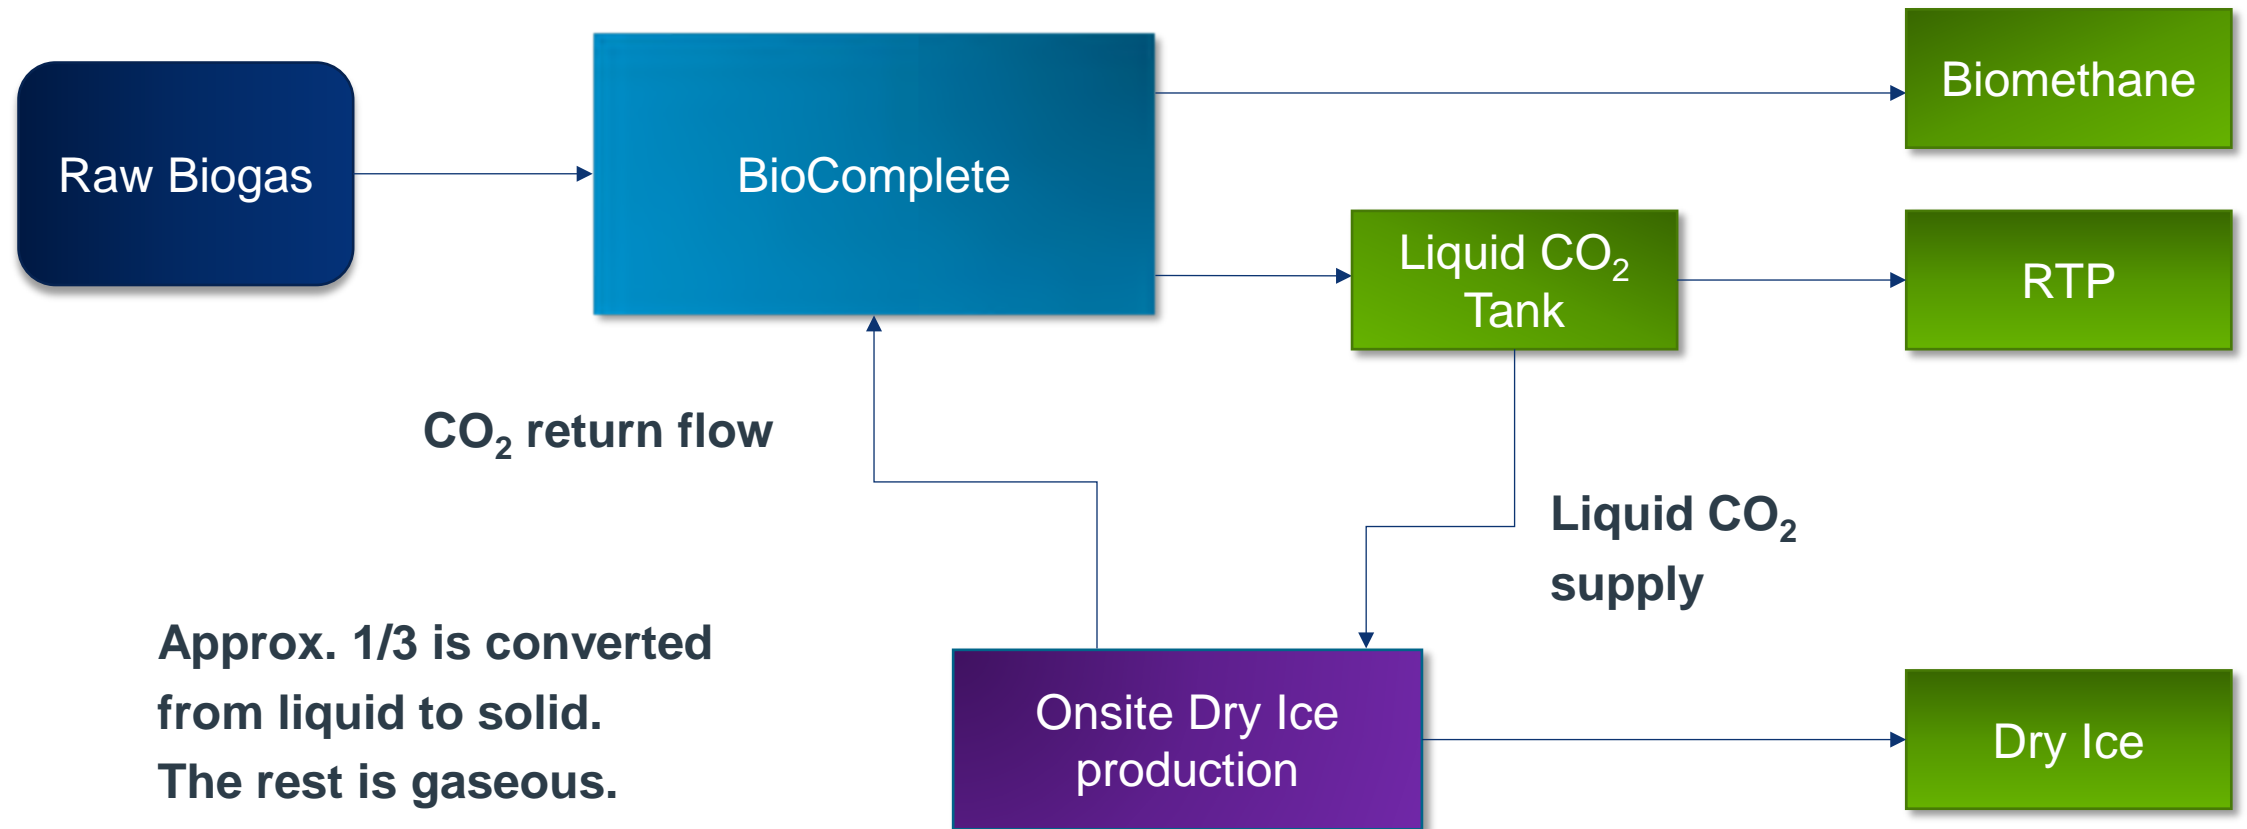 Raw Biogas
BioComplete
Biomethane
Liquid CO₂
Tank
RTP
CO₂ return flow
Liquid CO₂
supply
Approx. 1/3 is converted
from liquid to solid.
The rest is gaseous.
Onsite Dry Ice
production
Dry Ice